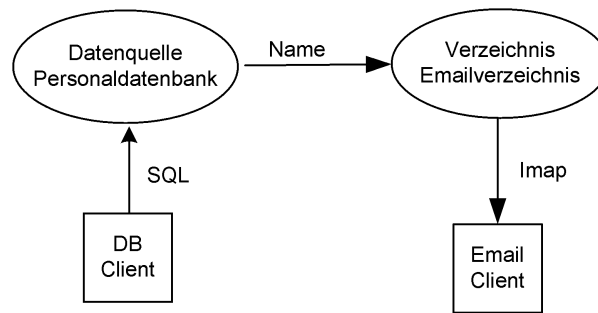 Datenquelle
Personaldatenbank
Name
Verzeichnis
Emailverzeichnis
SQL
Imap
DB
Client
Email
Client